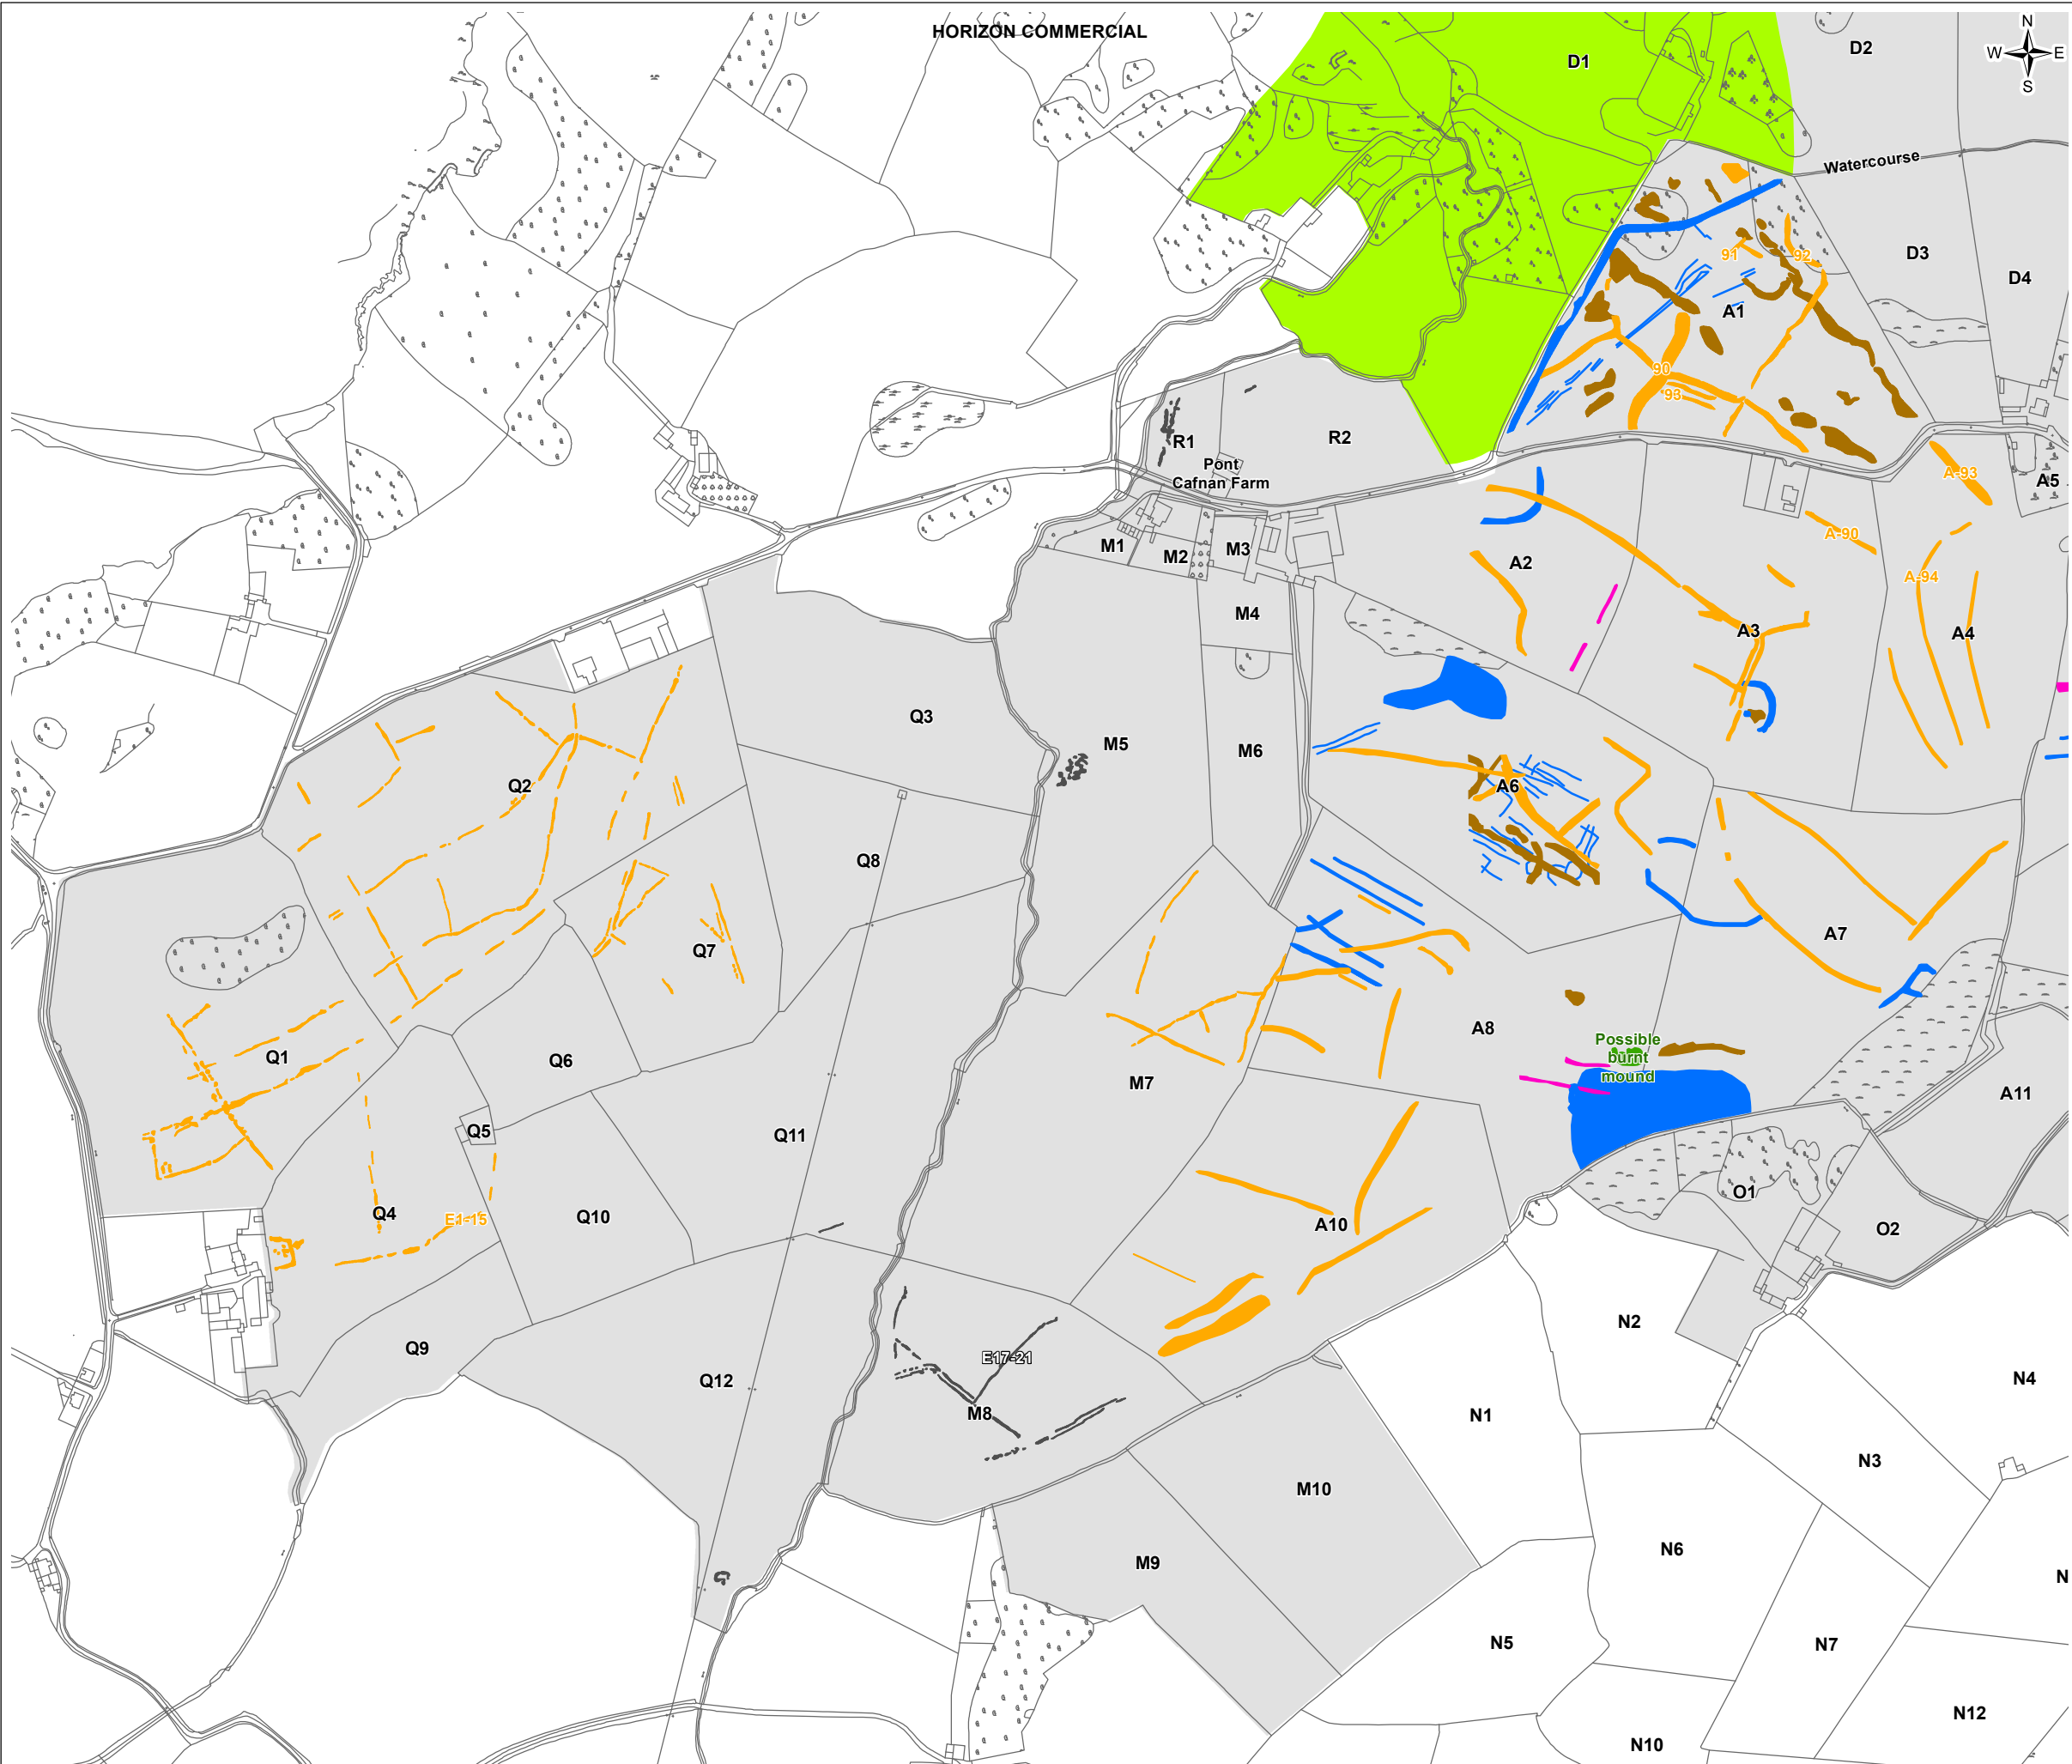 HORIZON COMMERCIAL
N
W E
S
D1
D2
Watercourse
D3
D4
91
92
A1
90
93
R1
R2
Pont
Cafnan Farm
A-93
A5
A-90
M1
M2
M3
A2
A-94
M4
A3
A4
Q3
M5
M6
Q2
A6
Q8
Q7
A7
A8
Q1
Q6
Possible
burnt
mound
M7
A11
Q5
Q11
O1
Q4
E1-15
Q10
A10
O2
N2
Q9
E17-21
Q12
N4
M8
N1
N3
M10
M9
N6
N
N5
N7
N12
N10